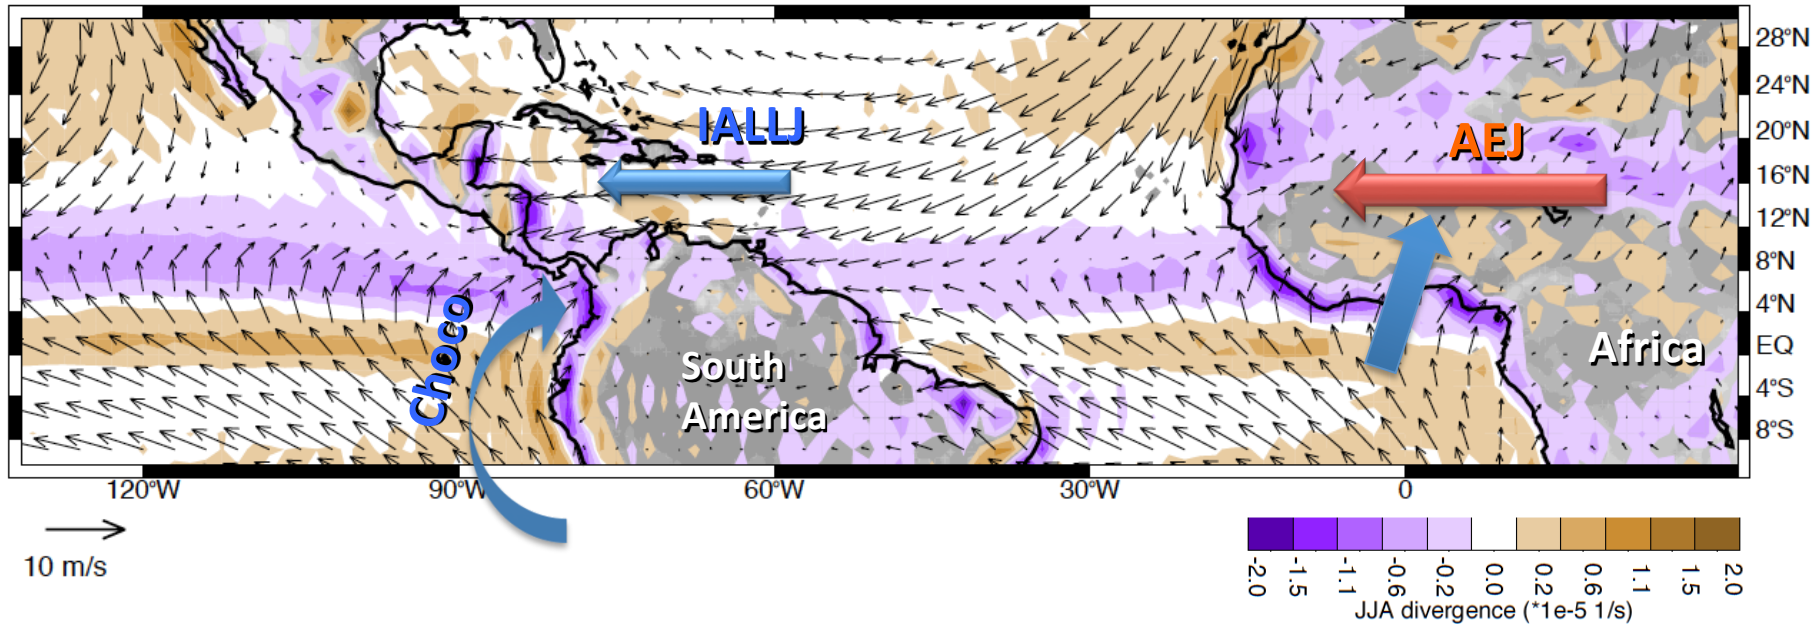 28°N
24°N
20°N
16°N
12°N
8°N
4°N
EQ
4°S
8°S
IALLJ
AEJ
Choco
South
America
Africa
120°W
90°W
60°W
30°W
0
10 m/s
-2.0
-1.5
-1.1
-0.6
-0.2
0.0
0.2
0.6
1.1
1.5
2.0
JJA divergence (*1e-5 1/s)